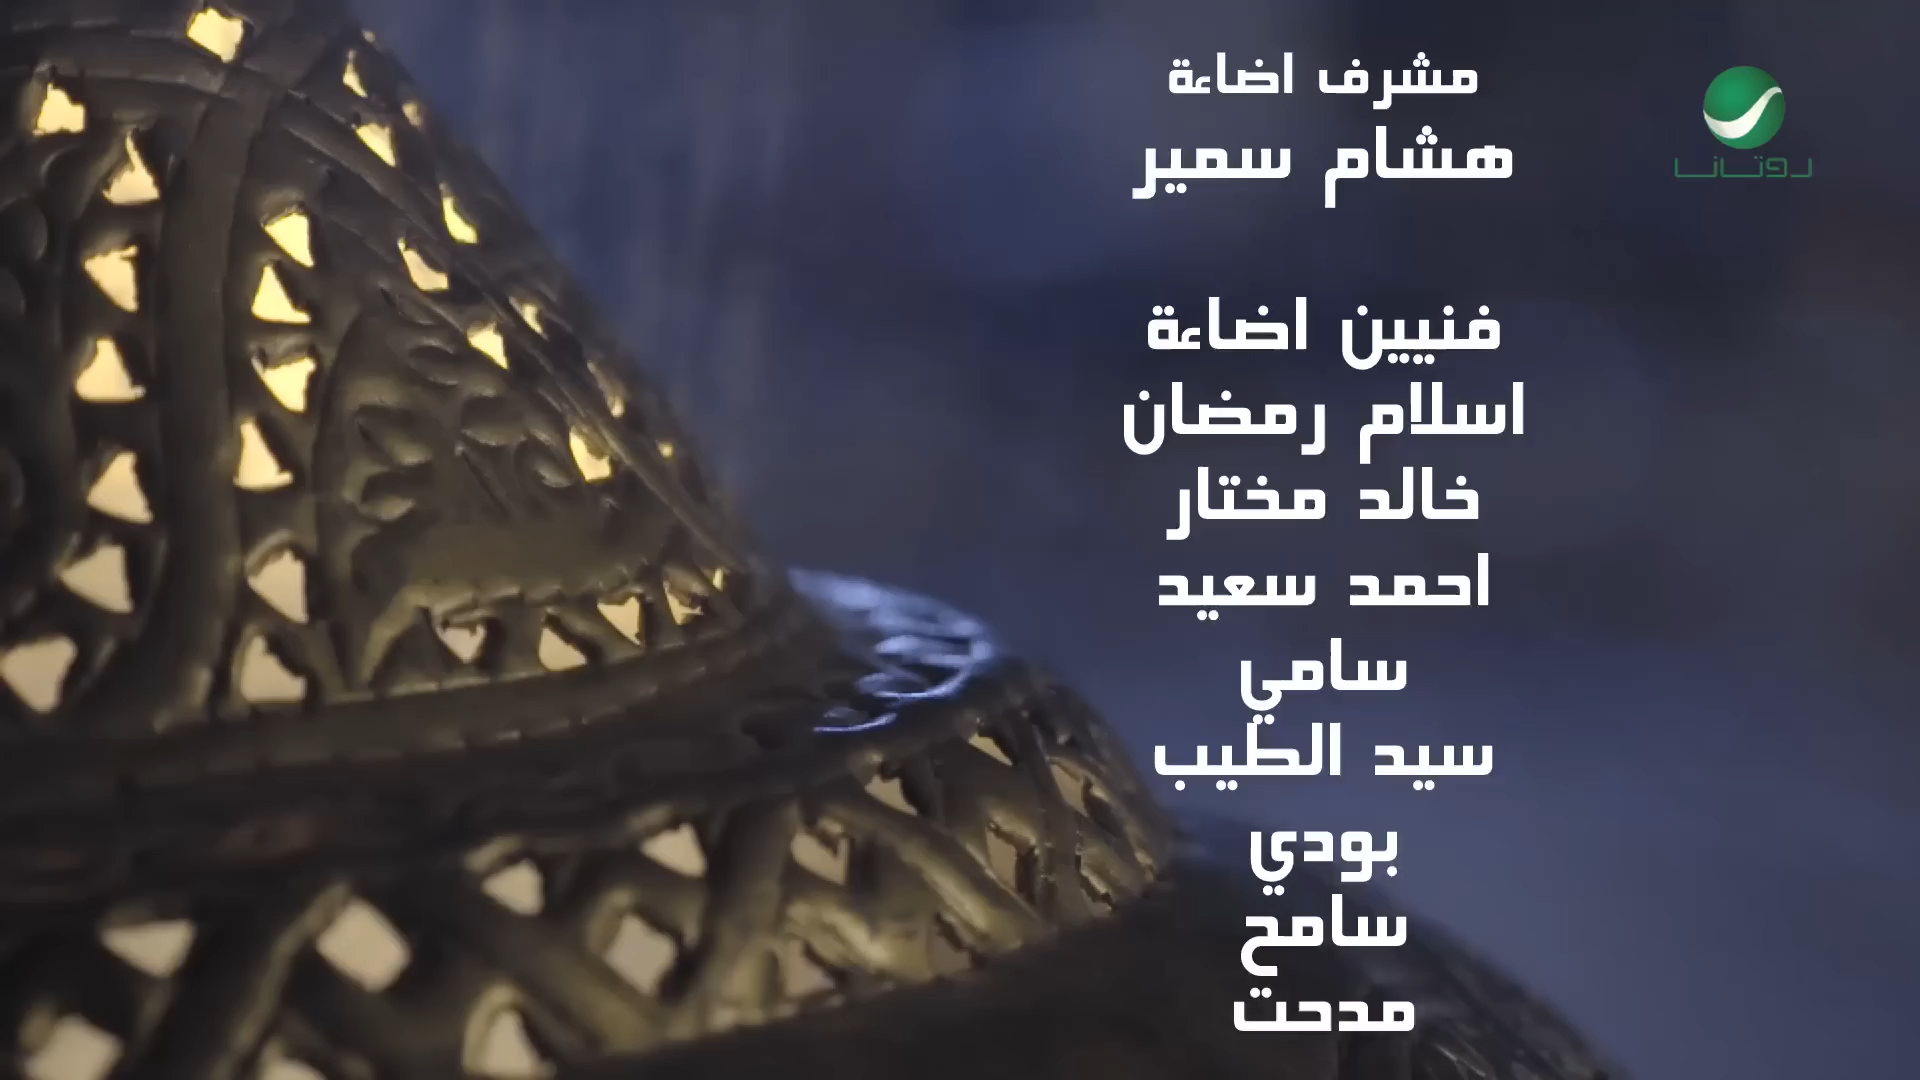 مشرف اضاءة
هشام سمير
روتانا
فنيين اضاءة
اسلام رمضان
خالد مختار
احمد سعيد
سامي
سيد الطيب
بودي
سامح
مدحت